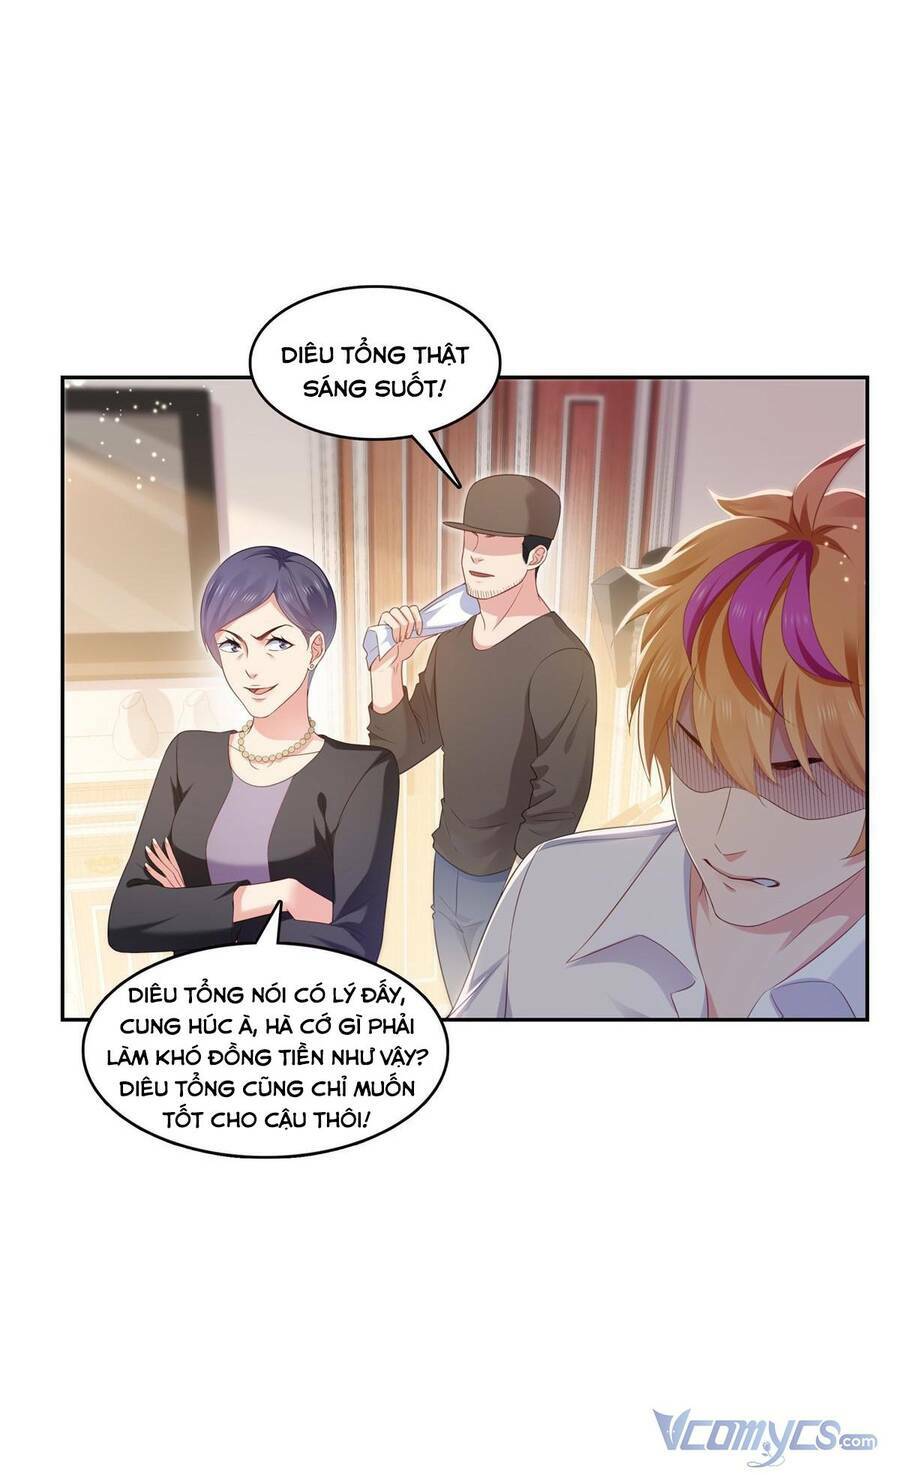 DIÊU TỔNG THẬT
SÁNG SUỐT!
DIÊU TỔNG NÓI CÓ LÝ ĐẤY,
CUNG HÚC À, HÀ CỚ GÌ PHẢI
LÀM KHÓ ĐỒNG TIỀN NHƯ VẬY?
DIÊU TỔNG CŨNG CHỈ MUỐN
TỐT CHO CẬU THÔI!
VCOMYCS.com